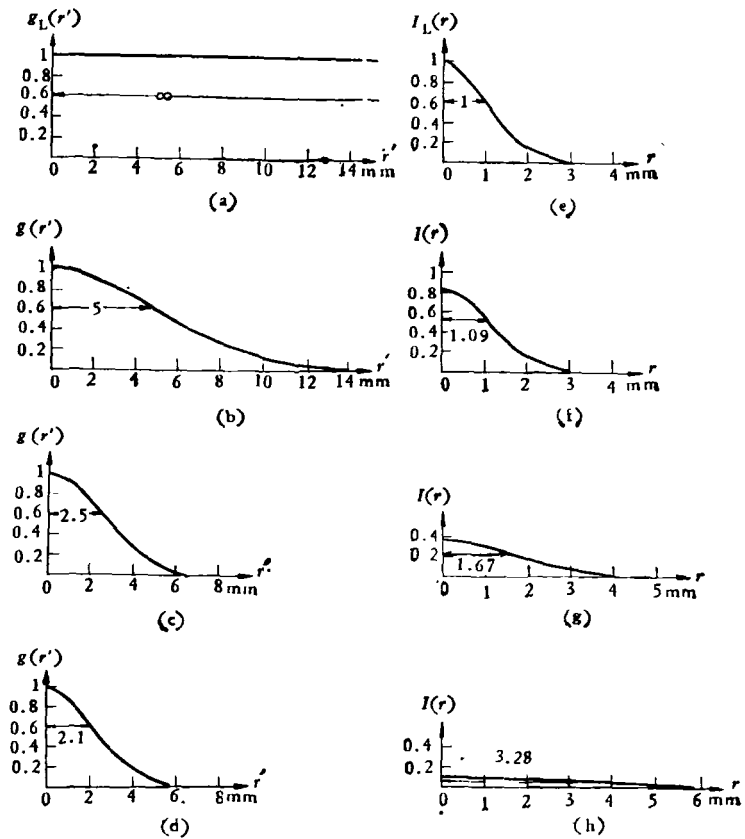 g_L(r')
1
0.8
0.6
0.4
0.2
∞
0 2 4 6 8 10 12 14 mm r'
(a)
I_L(r)
1
0.8
0.6
0.4
0.2
1
0 1 2 3 4 mm r
(e)
g(r')
1
0.8
0.6
0.4
0.2
5
0 2 4 6 8 10 12 14 mm r'
(b)
I(r)
1
0.8
0.6
0.4
0.2
1.09
0 1 2 3 4 mm r
(f)
g(r')
1
0.8
0.6
0.4
0.2
2.5
0 2 4 6 8 mm r'
(c)
I(r)
0.4
0.2
1.67
0 1 2 3 4 5 mm r
(g)
g(r')
1
0.8
0.6
0.4
0.2
2.1
0 2 4 6 8 mm r'
(d)
I(r)
0.4
0.2
3.28
0 1 2 3 4 5 6 mm r
(h)